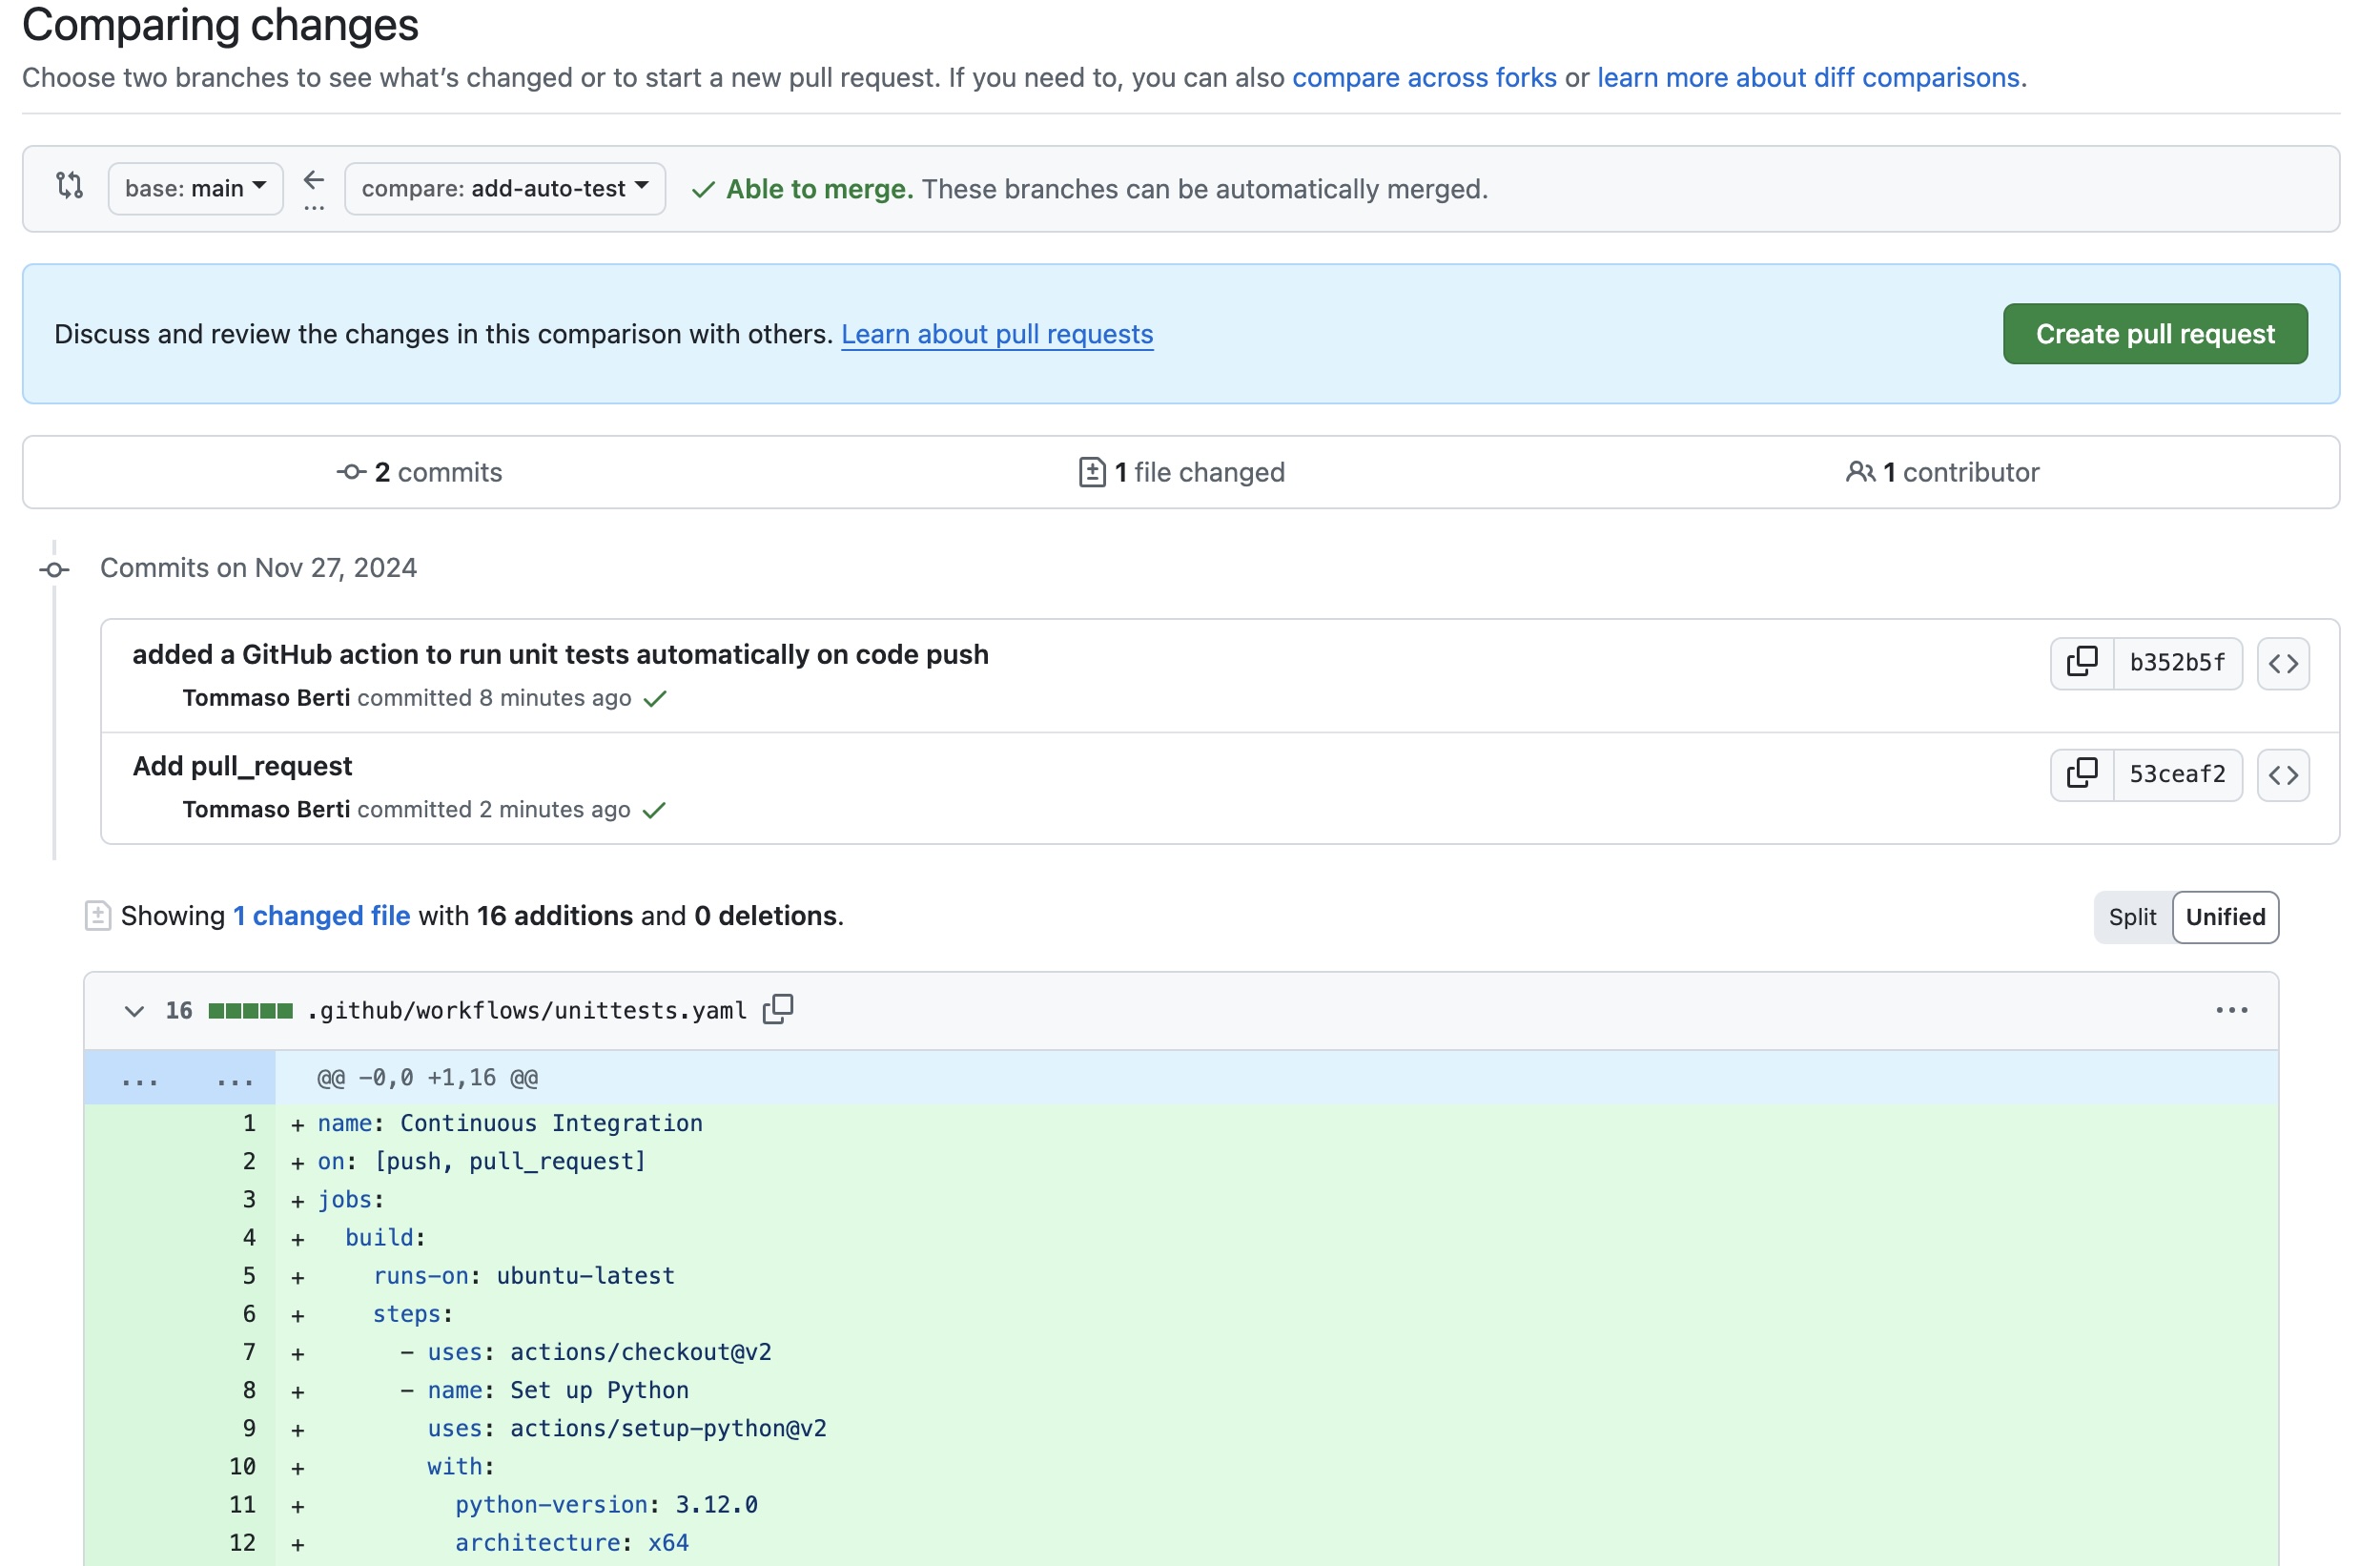 Comparing changes
Choose two branches to see what’s changed or to start a new pull request. If you need to, you can also compare across forks or learn more about diff comparisons.
base: main ← ... compare: add-auto-test ✓ Able to merge. These branches can be automatically merged.
Discuss and review the changes in this comparison with others. Learn about pull requests Create pull request
2 commits 1 file changed 1 contributor
Commits on Nov 27, 2024
added a GitHub action to run unit tests automatically on code push b352b5f <>
Tommaso Berti committed 8 minutes ago ✓
Add pull_request 53ceaf2 <>
Tommaso Berti committed 2 minutes ago ✓
Showing 1 changed file with 16 additions and 0 deletions. Split Unified
16 .github/workflows/unittests.yaml ...
... ... @@ -0,0 +1,16 @@
1 + name: Continuous Integration
2 + on: [push, pull_request]
3 + jobs:
4 + build:
5 + runs-on: ubuntu-latest
6 + steps:
7 + - uses: actions/checkout@v2
8 + - name: Set up Python
9 + uses: actions/setup-python@v2
10 + with:
11 + python-version: 3.12.0
12 + architecture: x64